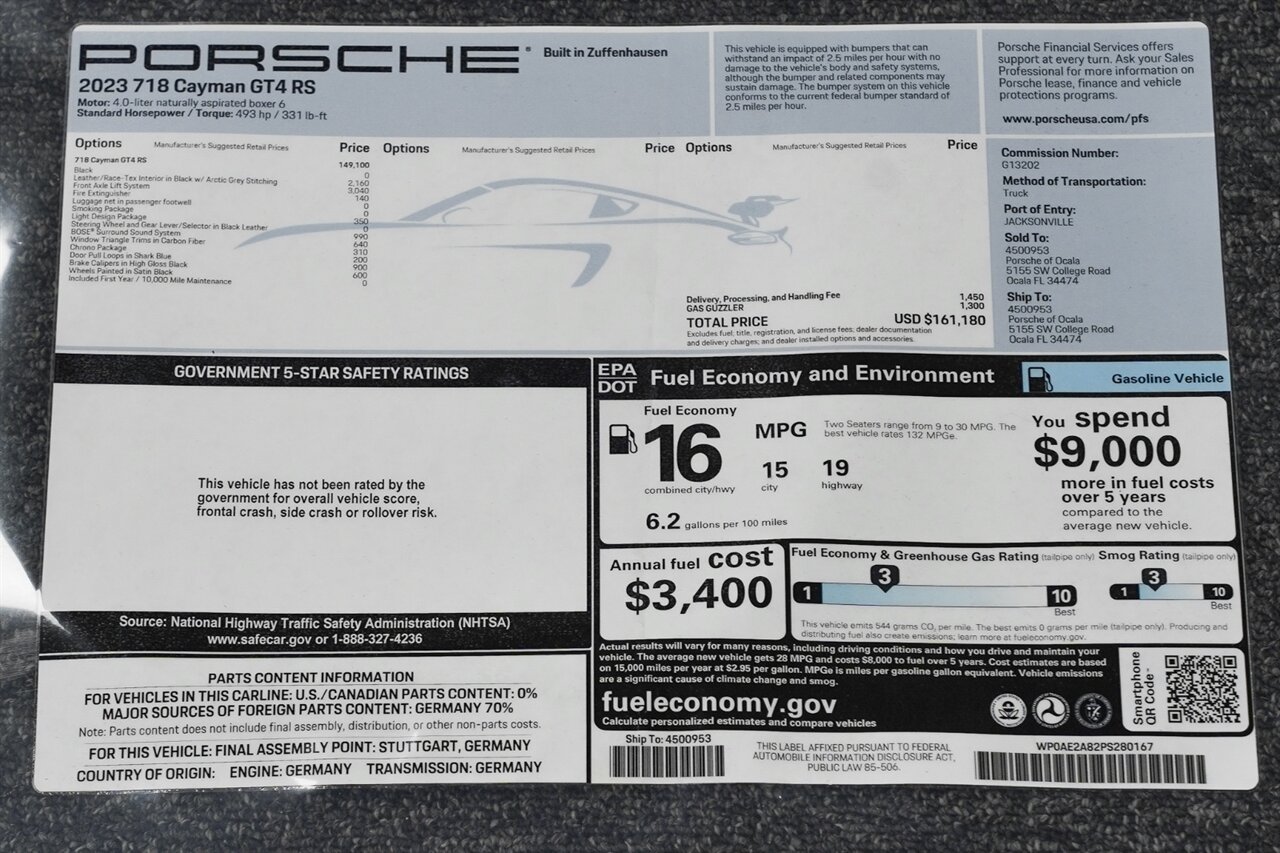 PORSCHE® Built in Zuffenhausen
2023 718 Cayman GT4 RS
Motor: 4.0-liter naturally aspirated boxer 6
Standard Horsepower / Torque: 493 hp / 331 lb-ft
This vehicle is equipped with bumpers that can
withstand an impact of 2.5 miles per hour with no
damage to the vehicle's body and safety systems,
although the bumper and related components may
sustain damage. The bumper system on this vehicle
conforms to the current federal bumper standard of
2.5 miles per hour.
Porsche Financial Services offers
support at every turn. Ask your Sales
Professional for more information on
Porsche lease, finance and vehicle
protections programs.
www.porscheusa.com/pfs
Options Manufacturer's Suggested Retail Prices Price Options Manufacturer's Suggested Retail Prices Price Options Manufacturer's Suggested Retail Prices Price
718 Cayman GT4 RS 149,100
Black 0
Leather/Race-Tex Interior in Black w/ Arctic Grey Stitching 2,160
Front Axle Lift System 3,040
Fire Extinguisher 140
Luggage net in passenger footwell 0
Smoking Package 0
Light Design Package 350
Steering Wheel and Gear Lever/Selector in Black Leather 0
BOSE® Surround Sound System 990
Window Triangle Trims in Carbon Fiber 640
Chrono Package 310
Door Pull Loops in Shark Blue 200
Brake Calipers in High Gloss Black 900
Wheels Painted in Satin Black 600
Included First Year / 10,000 Mile Maintenance 0
Delivery, Processing, and Handling Fee 1,450
GAS GUZZLER 1,300
TOTAL PRICE USD $161,180
Excludes fuel, title, registration, and license fees; dealer documentation
and delivery charges; and dealer installed options and accessories.
Commission Number:
G13202
Method of Transportation:
Truck
Port of Entry:
JACKSONVILLE
Sold To:
4500953
Porsche of Ocala
5155 SW College Road
Ocala FL 34474
Ship To:
4500953
Porsche of Ocala
5155 SW College Road
Ocala FL 34474
GOVERNMENT 5-STAR SAFETY RATINGS
This vehicle has not been rated by the
government for overall vehicle score,
frontal crash, side crash or rollover risk.
Source: National Highway Traffic Safety Administration (NHTSA)
www.safecar.gov or 1-888-327-4236
PARTS CONTENT INFORMATION
FOR VEHICLES IN THIS CARLINE: U.S./CANADIAN PARTS CONTENT: 0%
MAJOR SOURCES OF FOREIGN PARTS CONTENT: GERMANY 70%
Note: Parts content does not include final assembly, distribution, or other non-parts costs.
FOR THIS VEHICLE: FINAL ASSEMBLY POINT: STUTTGART, GERMANY
COUNTRY OF ORIGIN: ENGINE: GERMANY TRANSMISSION: GERMANY
EPA
DOT
Fuel Economy and Environment
Gasoline Vehicle
Fuel Economy
16 MPG
combined city/hwy
15 city
19 highway
6.2 gallons per 100 miles
Two Seaters range from 9 to 30 MPG. The
best vehicle rates 132 MPGe.
You spend
$9,000
more in fuel costs
over 5 years
compared to the
average new vehicle.
Annual fuel cost
$3,400
Fuel Economy & Greenhouse Gas Rating (tailpipe only) Smog Rating (tailpipe only)
3 3
1 10 1 10
Best Best
This vehicle emits 544 grams CO₂ per mile. The best emits 0 grams per mile (tailpipe only). Producing and
distributing fuel also create emissions; learn more at fueleconomy.gov.
Actual results will vary for many reasons, including driving conditions and how you drive and maintain your
vehicle. The average new vehicle gets 28 MPG and costs $8,000 to fuel over 5 years. Cost estimates are based
on 15,000 miles per year at $2.95 per gallon. MPGe is miles per gasoline gallon equivalent. Vehicle emissions
are a significant cause of climate change and smog.
fueleconomy.gov
Calculate personalized estimates and compare vehicles
Smartphone
QR Code™
Ship To: 4500953
THIS LABEL AFFIXED PURSUANT TO FEDERAL
AUTOMOBILE INFORMATION DISCLOSURE ACT,
PUBLIC LAW 85-506.
WP0AE2A82PS280167